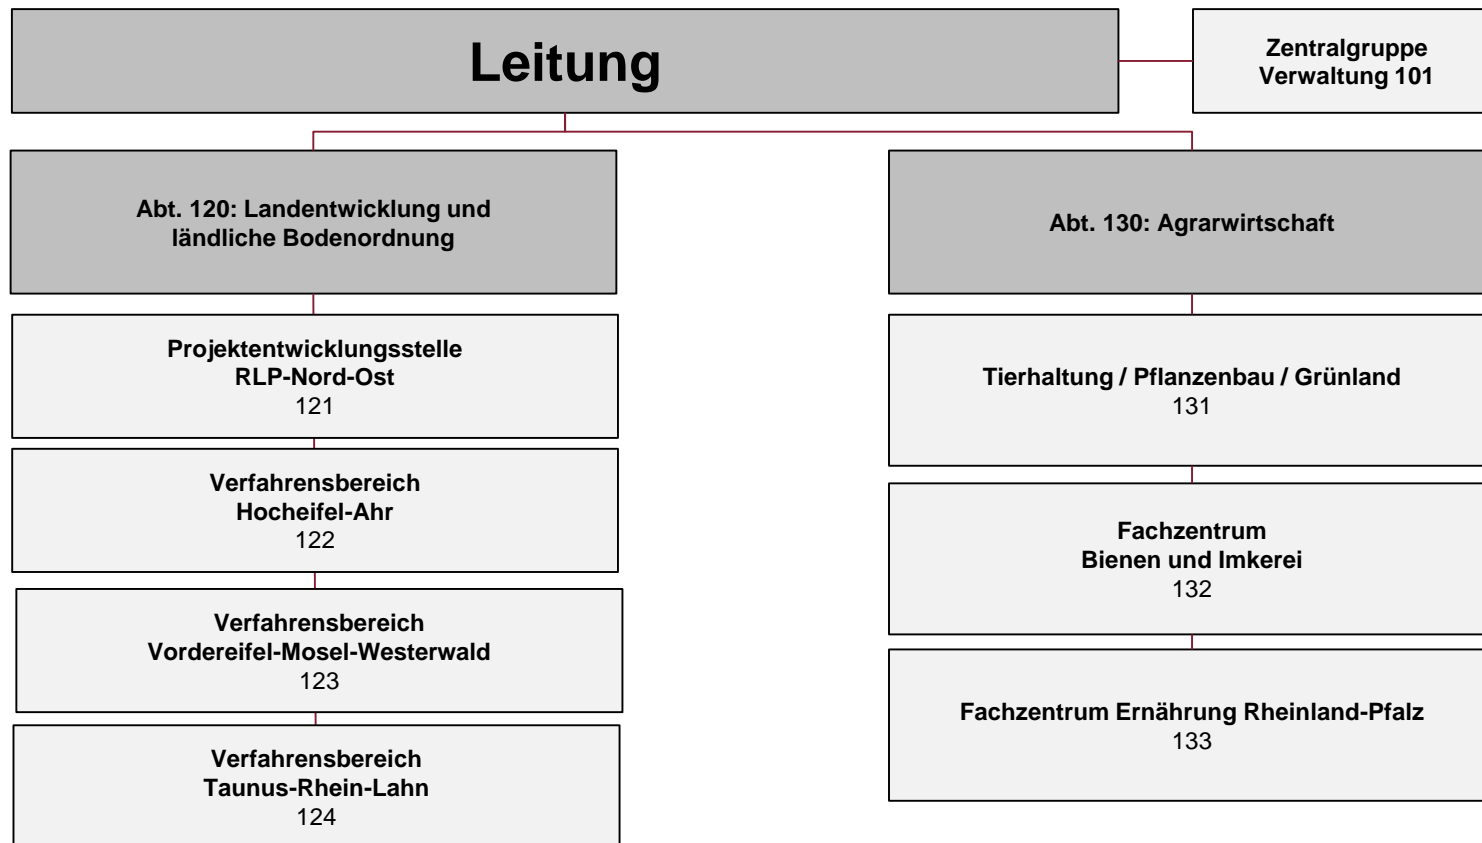 Leitung
Zentralgruppe
Verwaltung 101
Abt. 120: Landentwicklung und
ländliche Bodenordnung
Projektentwicklungsstelle
RLP-Nord-Ost
121
Verfahrensbereich
Hocheifel-Ahr
122
Verfahrensbereich
Vordereifel-Mosel-Westerwald
123
Verfahrensbereich
Taunus-Rhein-Lahn
124
Abt. 130: Agrarwirtschaft
Tierhaltung / Pflanzenbau / Grünland
131
Fachzentrum
Bienen und Imkerei
132
Fachzentrum Ernährung Rheinland-Pfalz
133